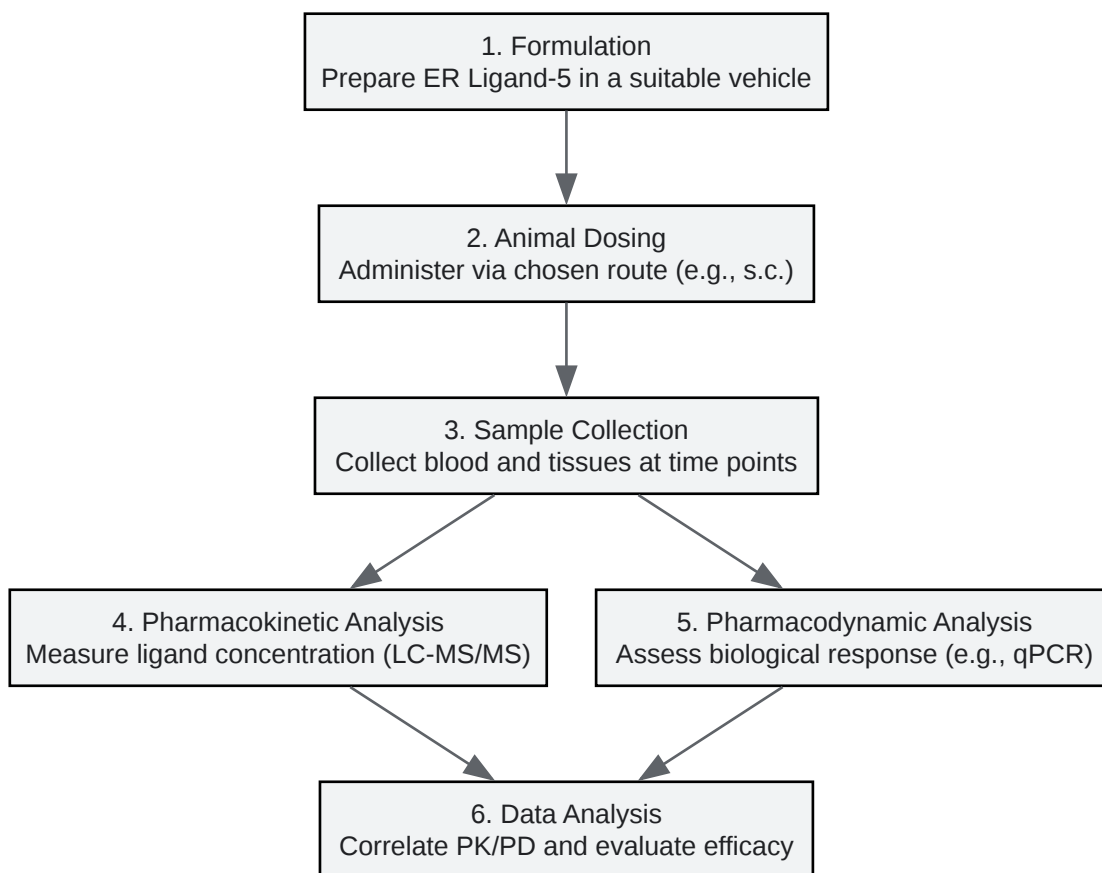 1. Formulation
Prepare ER Ligand-5 in a suitable vehicle
2. Animal Dosing
Administer via chosen route (e.g., s.c.)
3. Sample Collection
Collect blood and tissues at time points
4. Pharmacokinetic Analysis
Measure ligand concentration (LC-MS/MS)
5. Pharmacodynamic Analysis
Assess biological response (e.g., qPCR)
6. Data Analysis
Correlate PK/PD and evaluate efficacy